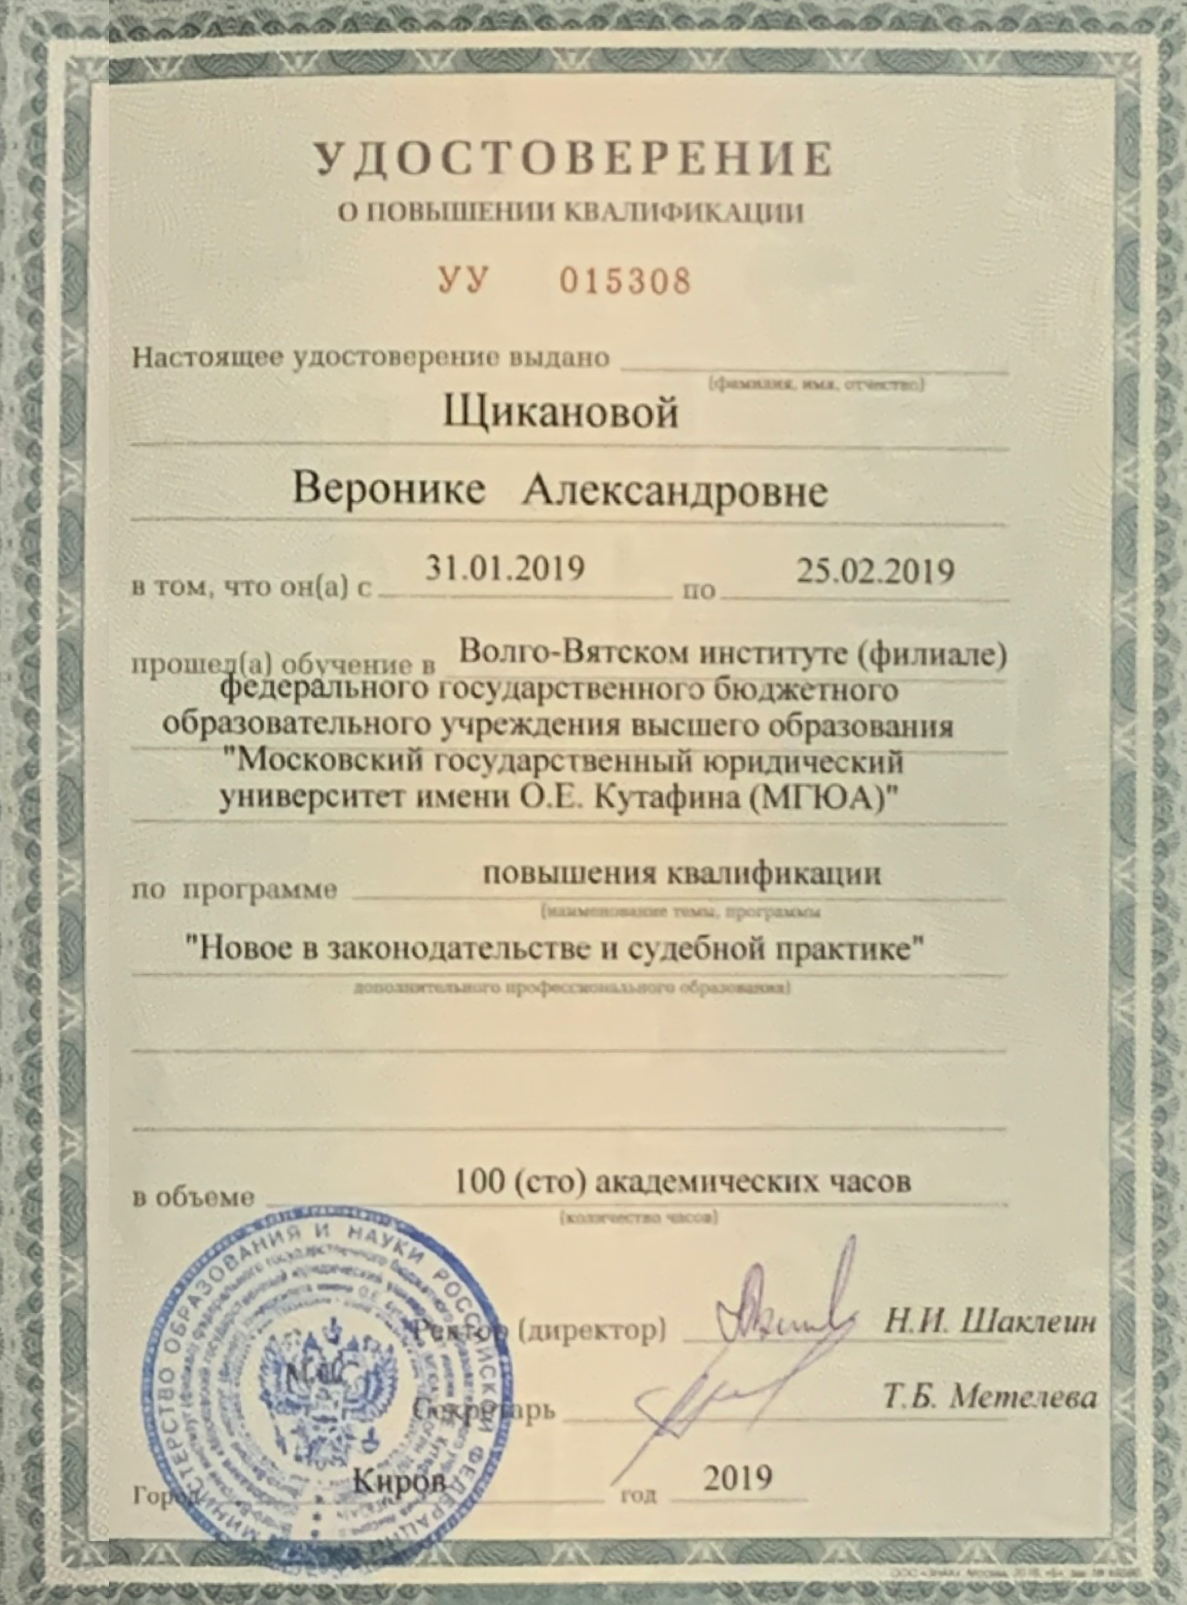 УДОСТОВЕРЕНИЕ
О ПОВЫШЕНИИ КВАЛИФИКАЦИИ
УУ 015308
Настоящее удостоверение выдано
(фамилия, имя, отчество)
Щикановой
Веронике Александровне
в том, что он(а) с 31.01.2019 по 25.02.2019
прошел(а) обучение в Волго-Вятском институте (филиале)
федерального государственного бюджетного
образовательного учреждения высшего образования
"Московский государственный юридический
университет имени О.Е. Кутафина (МГЮА)"
по программе повышения квалификации
(наименование темы, программы
"Новое в законодательстве и судебной практике"
дополнительного профессионального образования)
в объеме 100 (сто) академических часов
(количество часов)
МИНИСТЕРСТВО ОБРАЗОВАНИЯ И НАУКИ РОССИЙСКОЙ ФЕДЕРАЦИИ
Ректор (директор) Н.И. Шаклеин
Секретарь Т.Б. Метелева
Город Киров год 2019